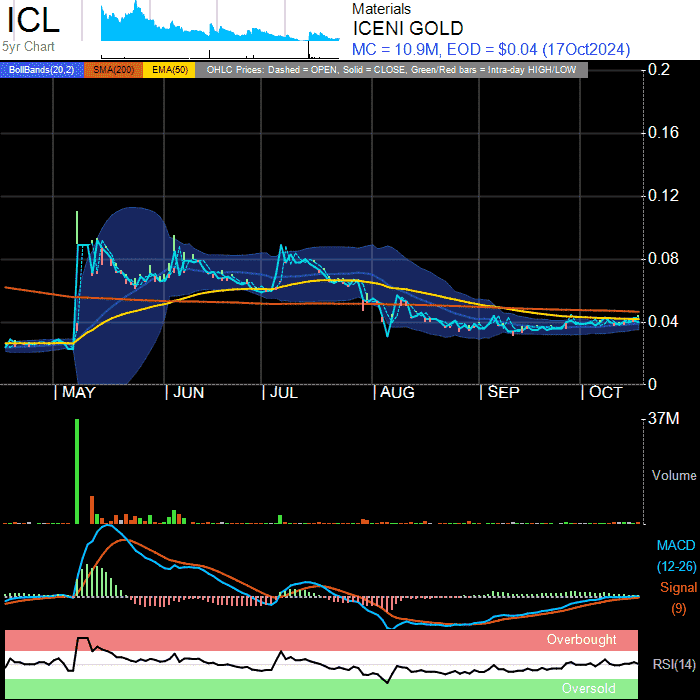 ICL
5yr Chart
Materials
ICENI GOLD
MC = 10.9M, EOD = $0.04 (17Oct2024)
BollBands(20,2) SMA(200) EMA(50) OHLC Prices: Dashed = OPEN, Solid = CLOSE, Green/Red bars = Intra-day HIGH/LOW
0.2
0.16
0.12
0.08
0.04
0
MAY JUN JUL AUG SEP OCT
37M
Volume
MACD
(12-26)
Signal
(9)
Overbought
RSI(14)
Oversold